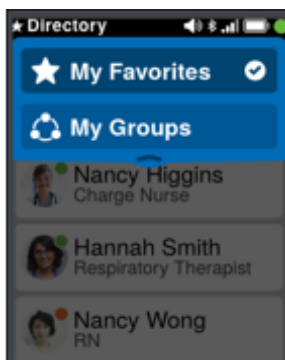 Directory
My Favorites
My Groups
Nancy Higgins
Charge Nurse
Hannah Smith
Respiratory Therapist
Nancy Wong
RN